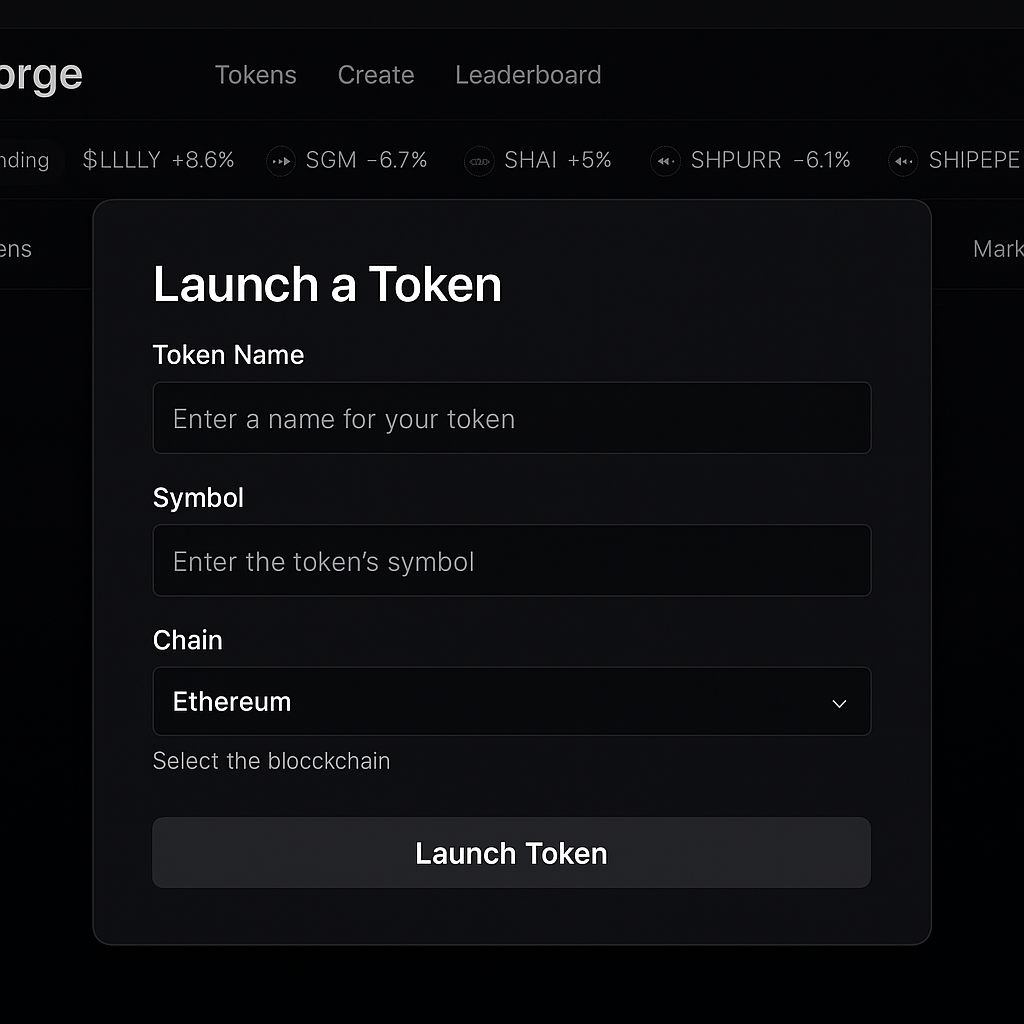 orge
Tokens Create Leaderboard
nding $LLLLY +8.6% SGM −6.7% SHAI +5% SHPURR −6.1% SHIPEPE
ens Mark
Launch a Token
Token Name
Enter a name for your token
Symbol
Enter the token’s symbol
Chain
Ethereum
Select the blocckchain
Launch Token